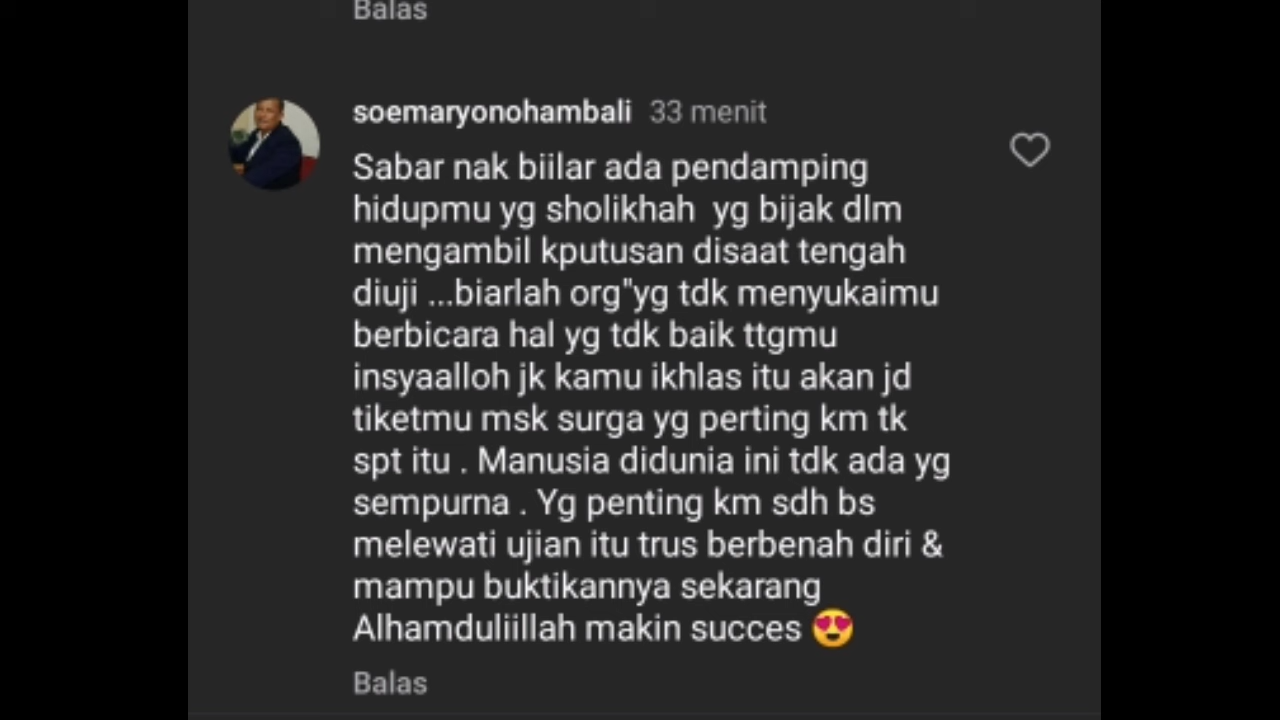 Balas
soemaryonohambali 33 menit
Sabar nak biilar ada pendamping
hidupmu yg sholikhah yg bijak dlm
mengambil kputusan disaat tengah
diuji ...biarlah org"yg tdk menyukaimu
berbicara hal yg tdk baik ttgmu
insyaalloh jk kamu ikhlas itu akan jd
tiketmu msk surga yg perting km tk
spt itu . Manusia didunia ini tdk ada yg
sempurna . Yg penting km sdh bs
melewati ujian itu trus berbenah diri &
mampu buktikannya sekarang
Alhamduliillah makin succes 😍
Balas